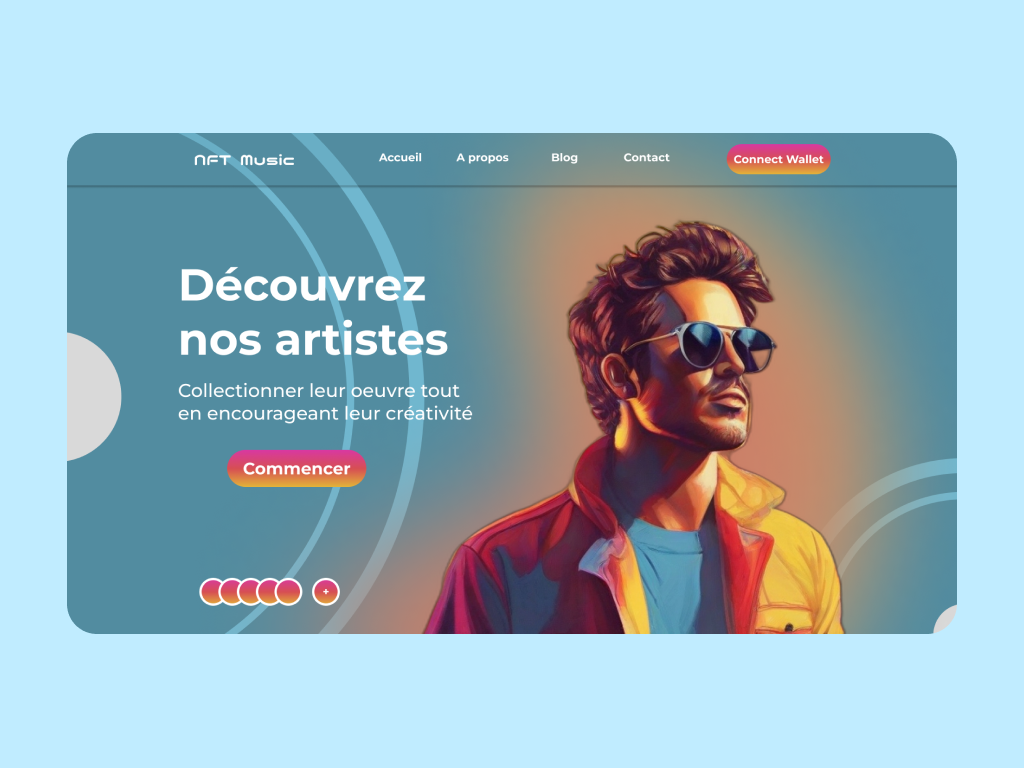 NFT Music
Accueil
A propos
Blog
Contact
Connect Wallet
Découvrez
nos artistes
Collectionner leur oeuvre tout
en encourageant leur créativité
Commencer
+